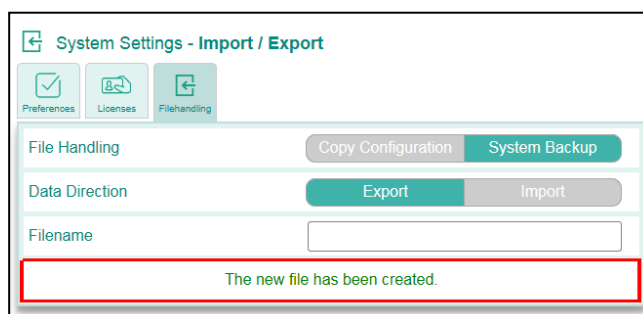 System Settings - Import / Export
Preferences Licenses Filehandling
File Handling Copy Configuration System Backup
Data Direction Export Import
Filename
The new file has been created.